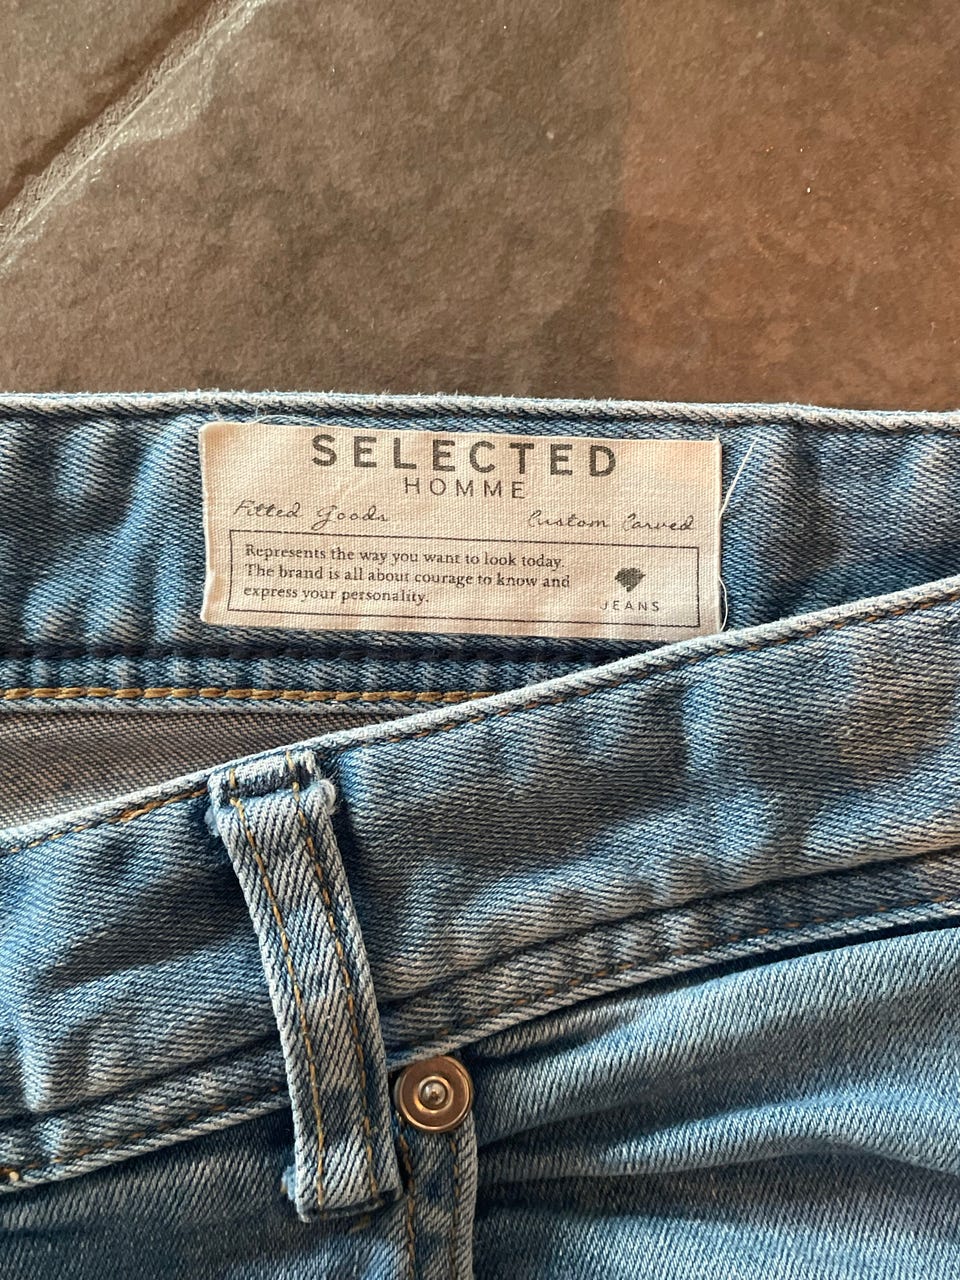 SELECTED
HOMME
Fitted Goods Custom Carved
Represents the way you want to look today.
The brand is all about courage to know and
express your personality.
JEANS